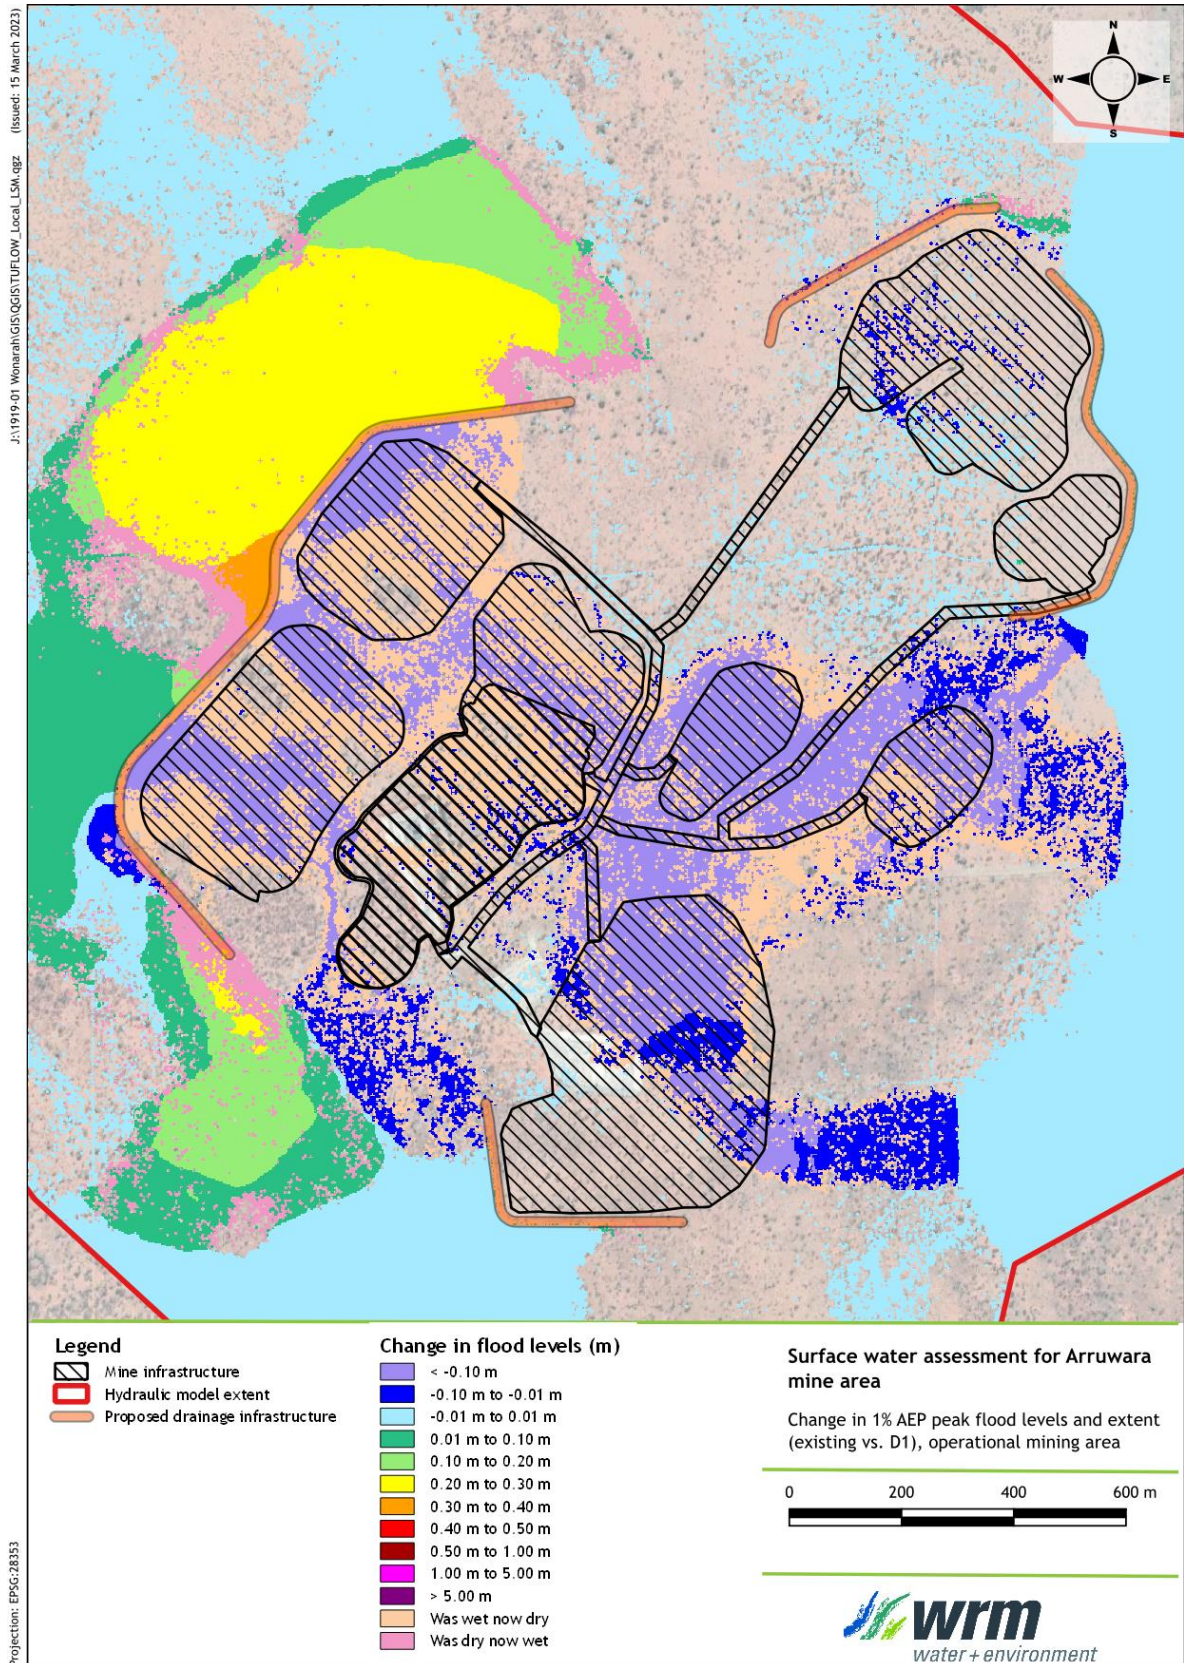 J:\1919-01 Wonarah\GIS\QGIS\TUFLOW_Local_LSM.qgz (Issued: 15 March 2023)
Projection: EPSG:28353
N
W E
S
Legend
Mine infrastructure
Hydraulic model extent
Proposed drainage infrastructure
Change in flood levels (m)
< -0.10 m
-0.10 m to -0.01 m
-0.01 m to 0.01 m
0.01 m to 0.10 m
0.10 m to 0.20 m
0.20 m to 0.30 m
0.30 m to 0.40 m
0.40 m to 0.50 m
0.50 m to 1.00 m
1.00 m to 5.00 m
> 5.00 m
Was wet now dry
Was dry now wet
Surface water assessment for Arruwara
mine area
Change in 1% AEP peak flood levels and extent
(existing vs. D1), operational mining area
0 200 400 600 m
wrm
water + environment